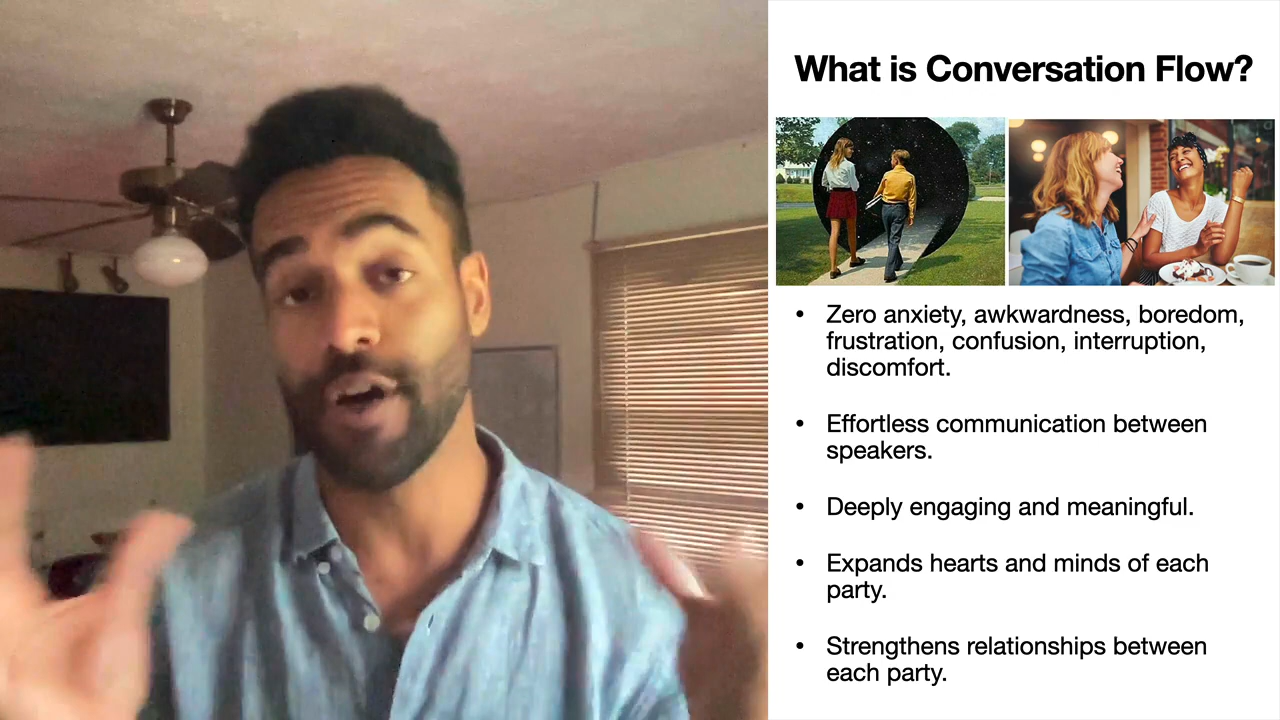 What is Conversation Flow?
• Zero anxiety, awkwardness, boredom,
frustration, confusion, interruption,
discomfort.
• Effortless communication between
speakers.
• Deeply engaging and meaningful.
• Expands hearts and minds of each
party.
• Strengthens relationships between
each party.